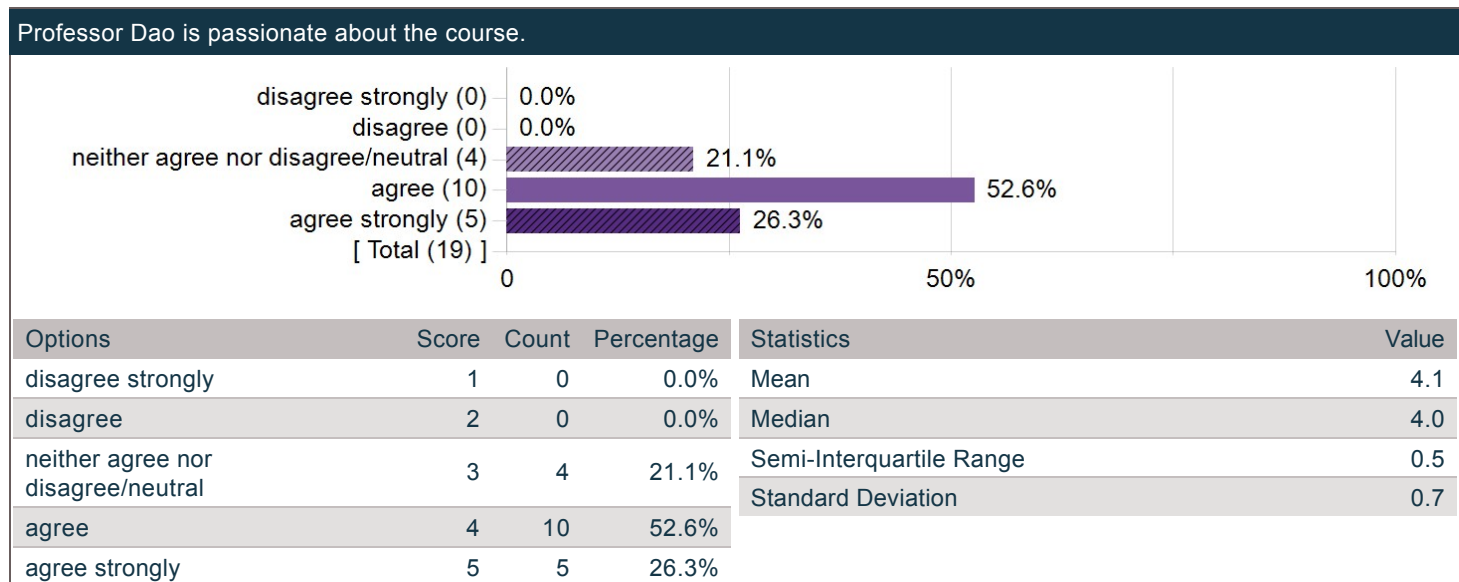 Professor Dao is passionate about the course.
disagree strongly (0) 0.0%
disagree (0) 0.0%
neither agree nor disagree/neutral (4) 21.1%
agree (10) 52.6%
agree strongly (5) 26.3%
[ Total (19) ]
0 50% 100%
Options Score Count Percentage
disagree strongly 1 0 0.0%
disagree 2 0 0.0%
neither agree nor
disagree/neutral 3 4 21.1%
agree 4 10 52.6%
agree strongly 5 5 26.3%
Statistics Value
Mean 4.1
Median 4.0
Semi-Interquartile Range 0.5
Standard Deviation 0.7